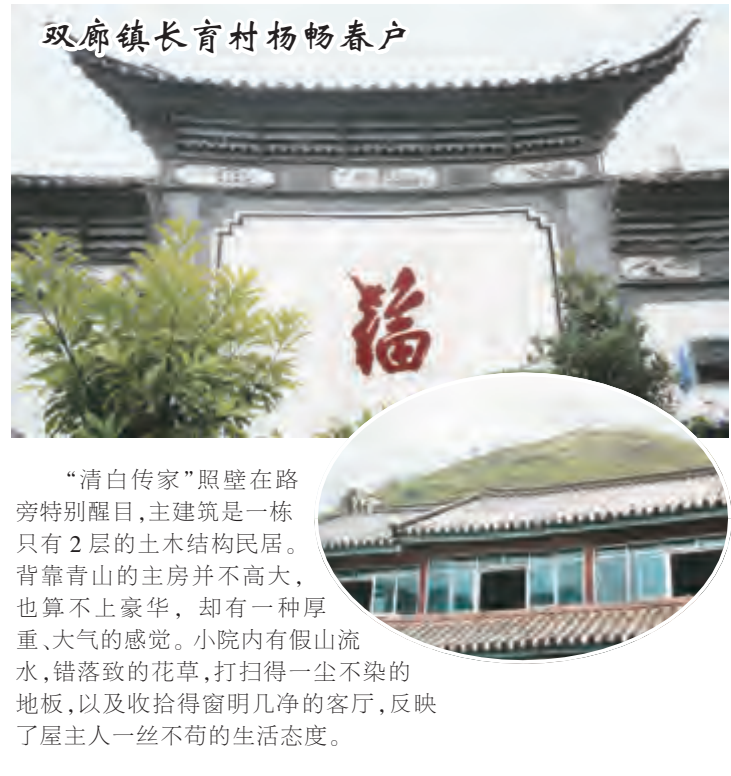 双廊镇长育村杨畅春户
福
“清白传家”照壁在路
旁特别醒目，主建筑是一栋
只有2层的土木结构民居。
背靠青山的主房并不高大，
也算不上豪华，却有一种厚
重、大气的感觉。小院内有假山流
水，错落致的花草，打扫得一尘不染的
地板，以及收拾得窗明几净的客厅，反映
了屋主人一丝不苟的生活态度。